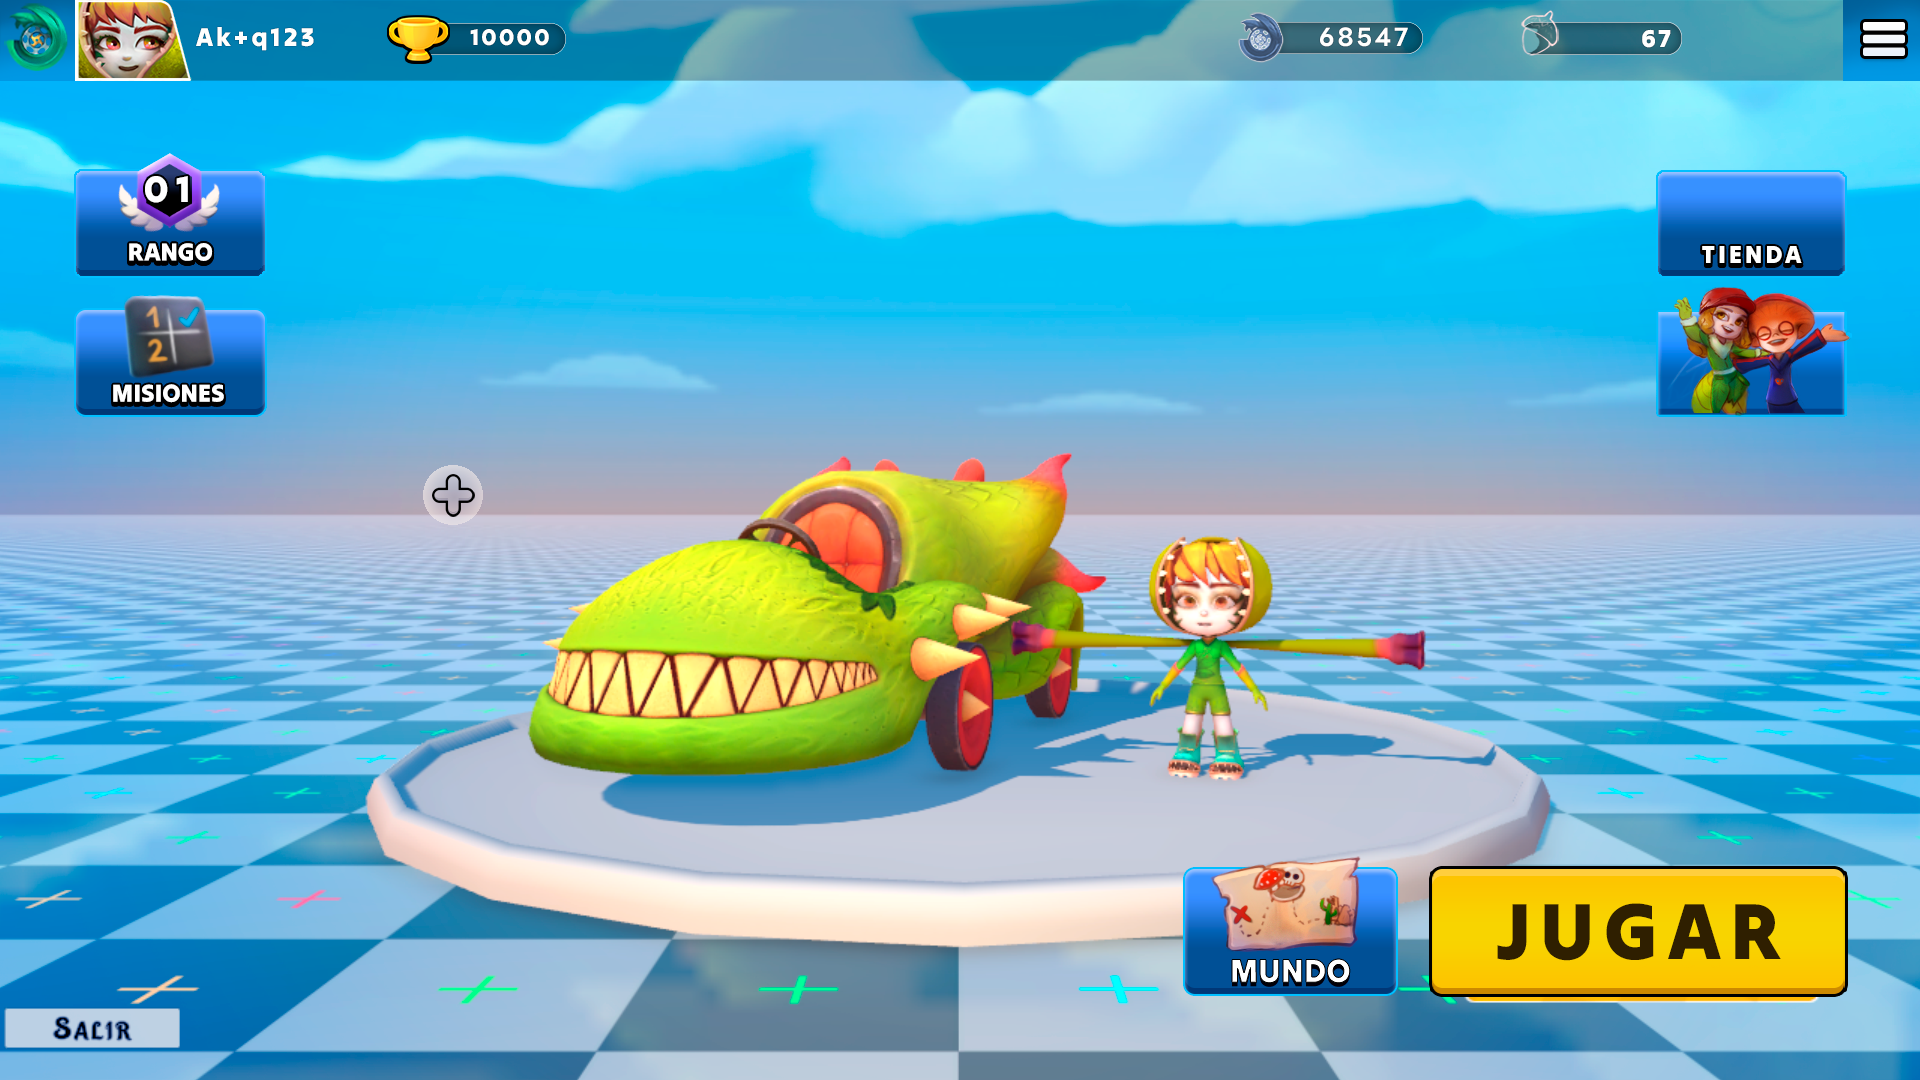 Ak+q123
10000
68547
67
01
RANGO
TIENDA
1
2
MISIONES
MUNDO
JUGAR
SALIR